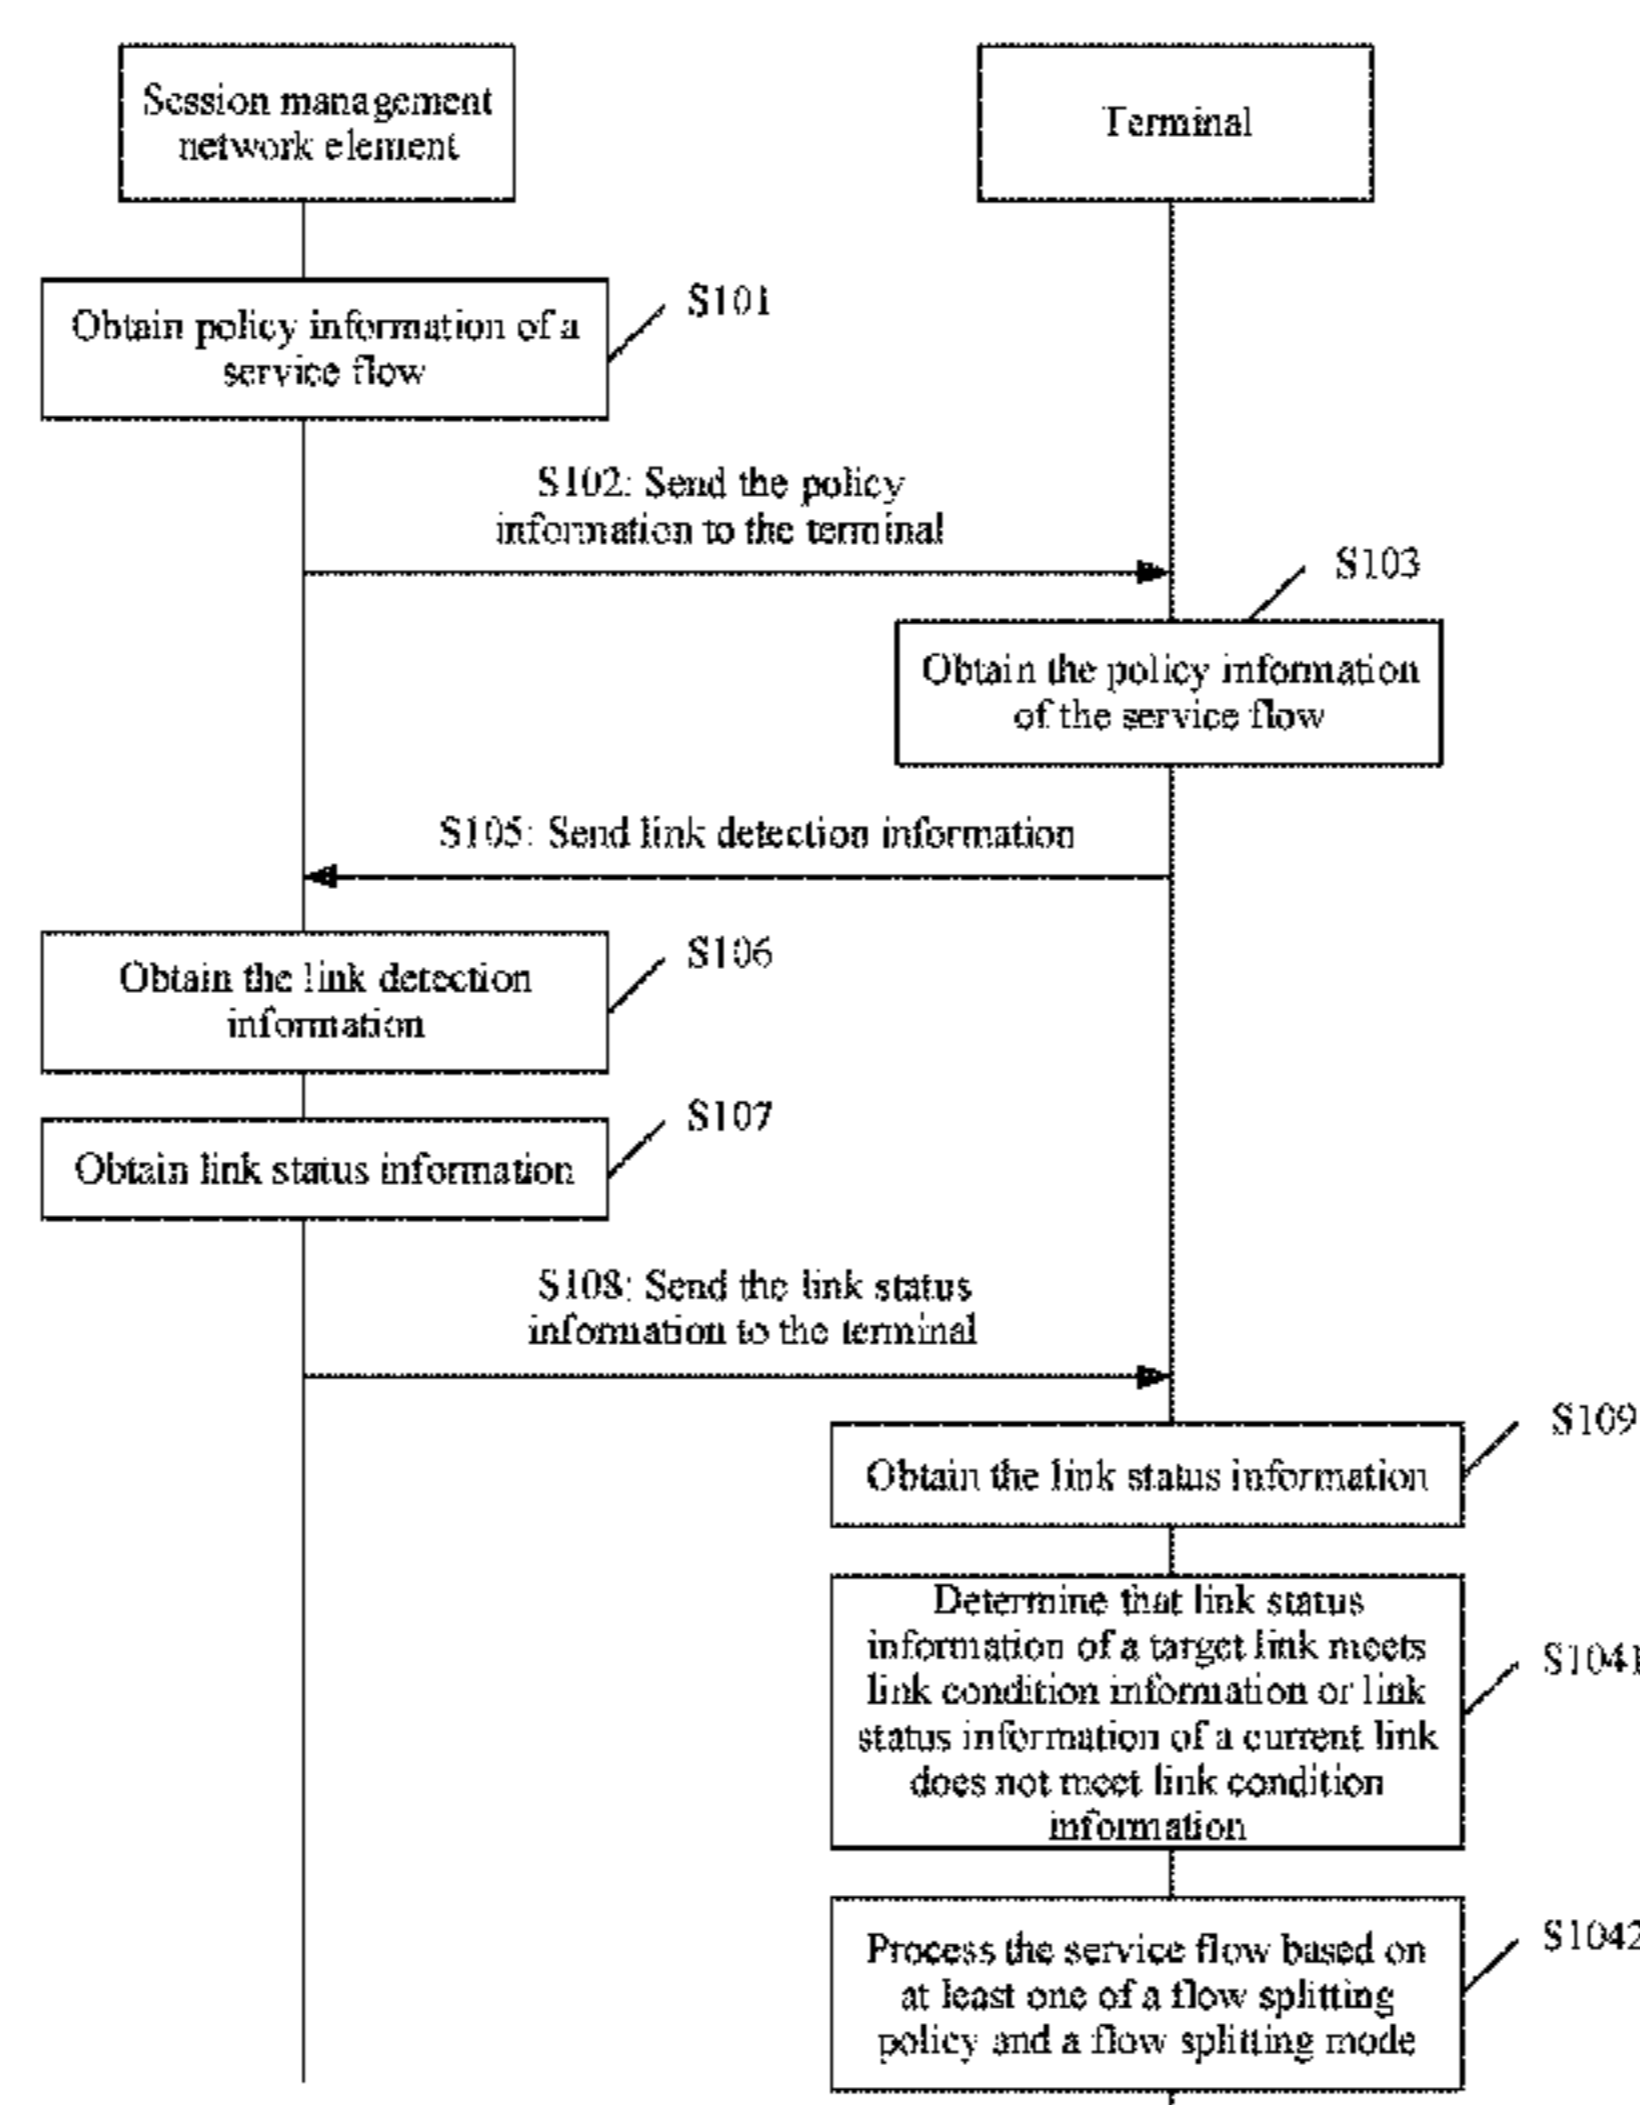 Session management
network element
Terminal
Obtain policy information of a
service flow
S101
S102: Send the policy
information to the terminal
S103
Obtain the policy information
of the service flow
S105: Send link detection information
Obtain the link detection
information
S106
Obtain link status information
S107
S108: Send the link status
information to the terminal
Obtain the link status information
S109
Determine that link status
information of a target link meets
link condition information or link
status information of a current link
does not meet link condition
information
S1041
Process the service flow based on
at least one of a flow splitting
policy and a flow splitting mode
S1042